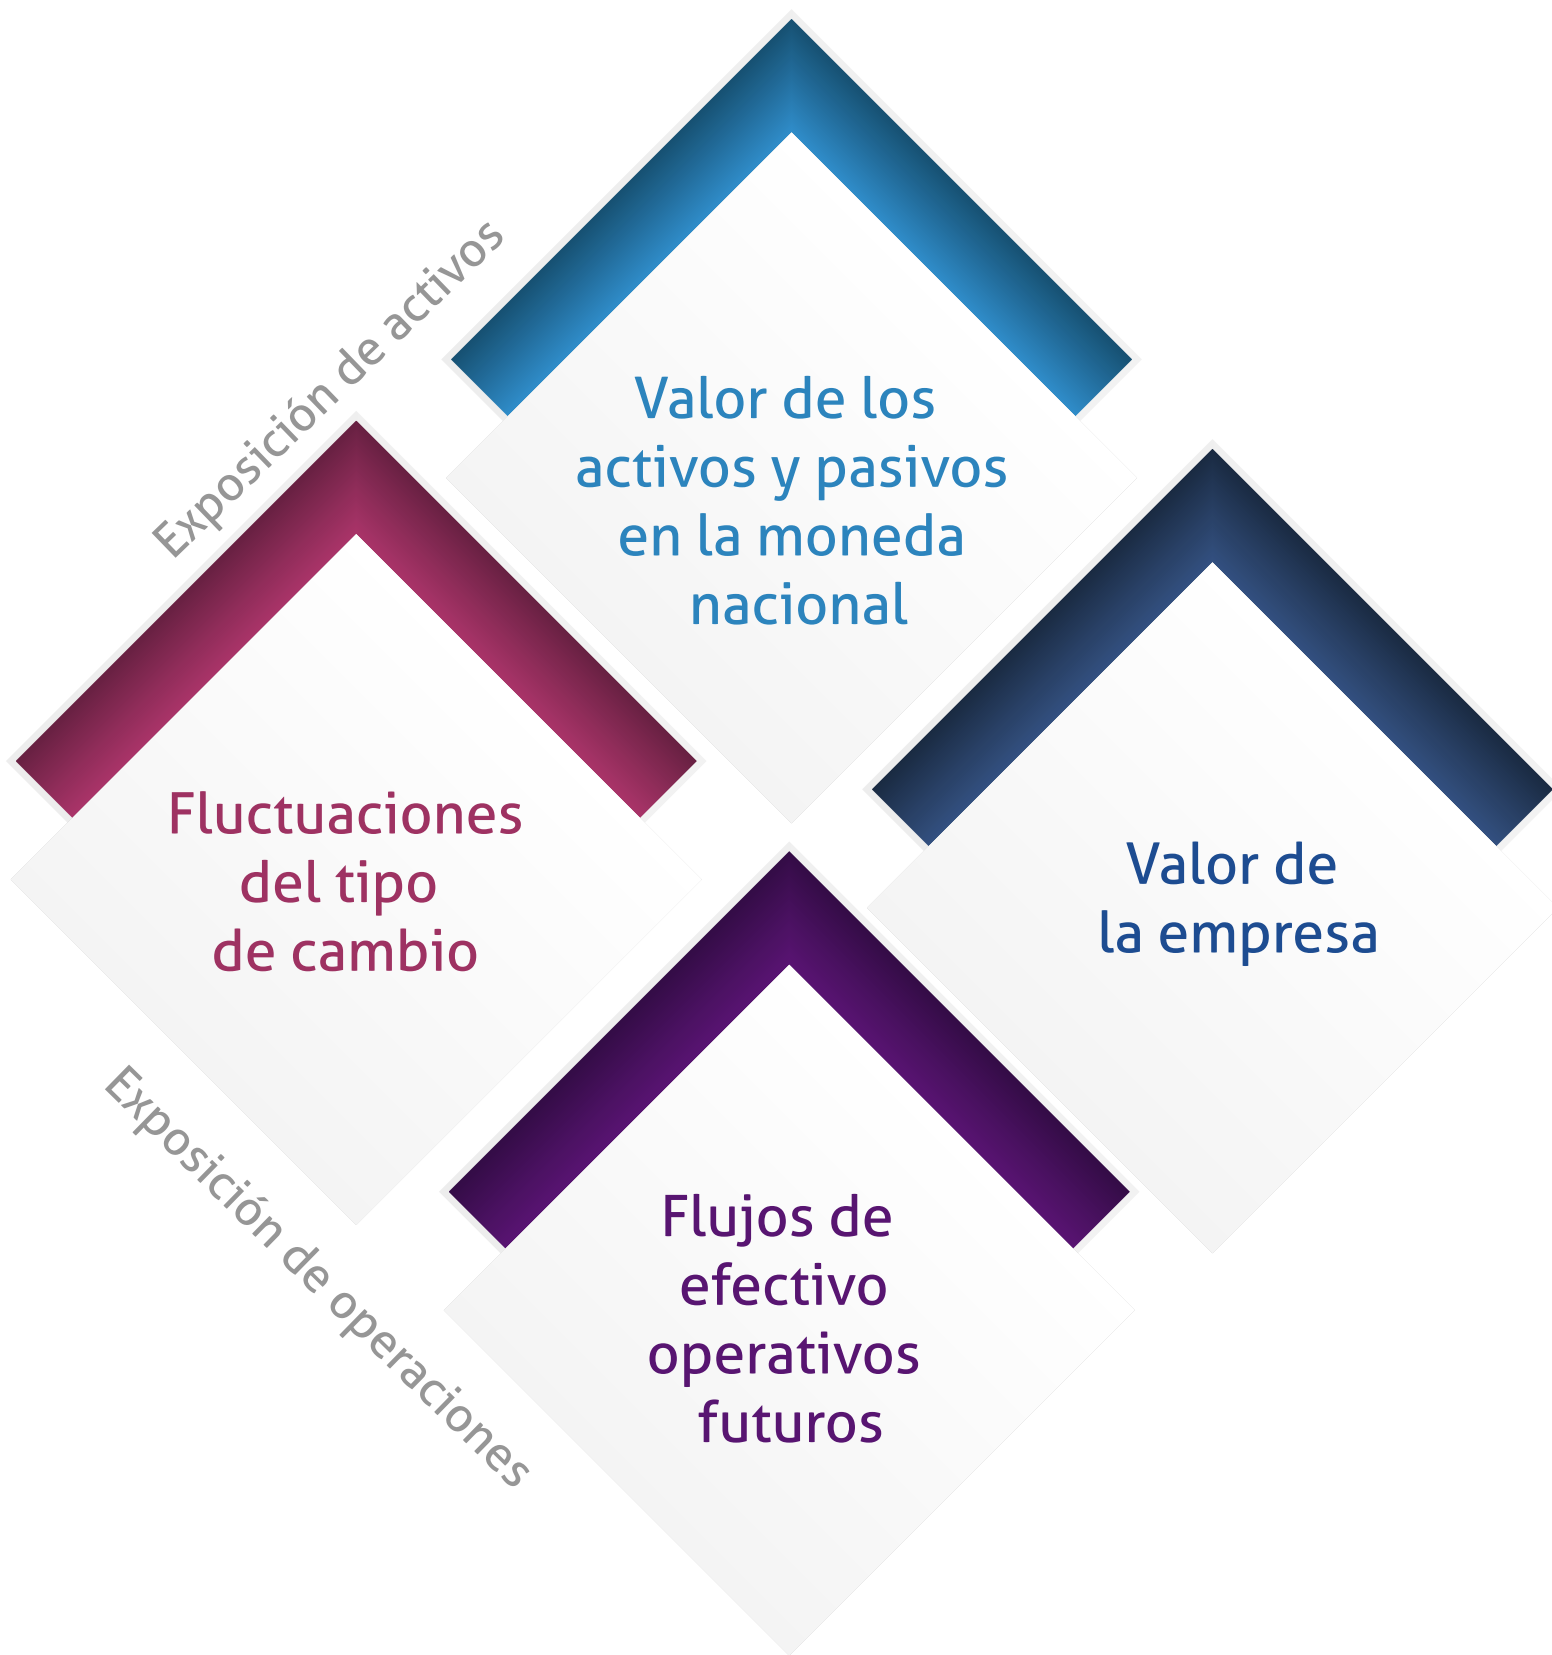 Exposición de activos
Valor de los
activos y pasivos
en la moneda
nacional
Fluctuaciones
del tipo
de cambio
Valor de
la empresa
Exposición de operaciones
Flujos de
efectivo
operativos
futuros